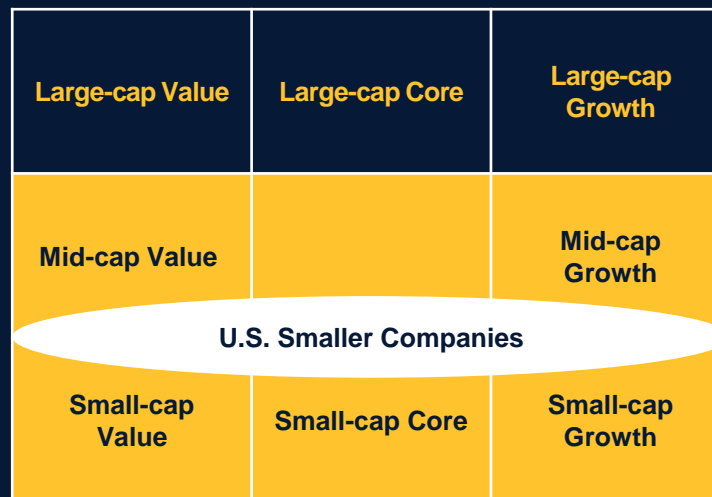 Large-cap Value
Large-cap Core
Large-cap
Growth
Mid-cap Value
Mid-cap
Growth
U.S. Smaller Companies
Small-cap
Value
Small-cap Core
Small-cap
Growth